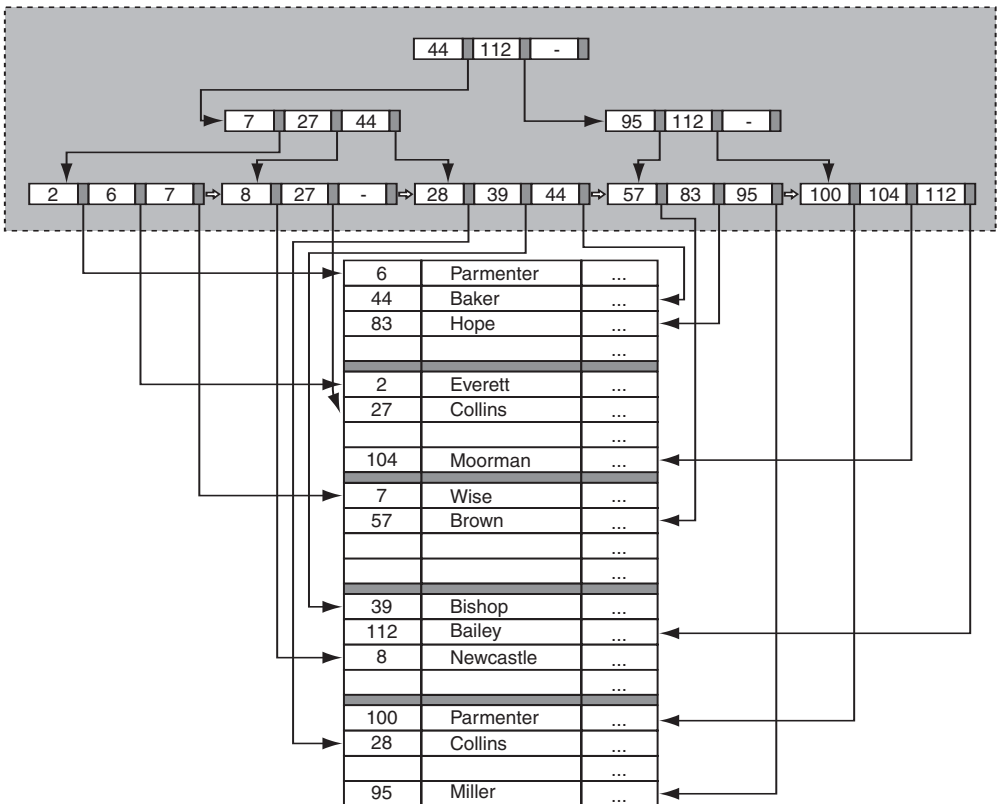 44 112 -
7 27 44
95 112 -
2 6 7
8 27 -
28 39 44
57 83 95
100 104 112
6 Parmenter ...
44 Baker ...
83 Hope ...
...
2 Everett ...
27 Collins ...
...
104 Moorman ...
7 Wise ...
57 Brown ...
...
...
39 Bishop ...
112 Bailey ...
8 Newcastle ...
...
100 Parmenter ...
28 Collins ...
...
95 Miller ...